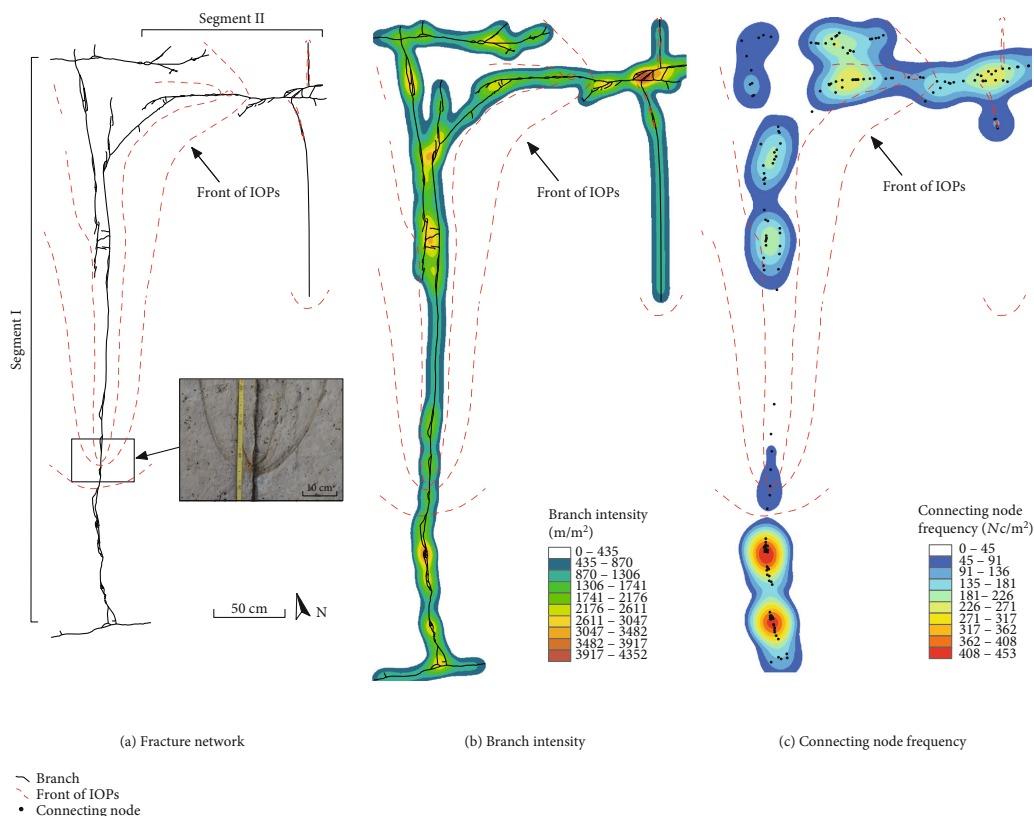 Segment II
Segment I
Front of IOPs
10 cm
50 cm
N
(a) Fracture network
Front of IOPs
Branch intensity
(m/m²)
0 – 435
435 – 870
870 – 1306
1306 – 1741
1741 – 2176
2176 – 2611
2611 – 3047
3047 – 3482
3482 – 3917
3917 – 4352
(b) Branch intensity
Front of IOPs
Connecting node
frequency (Nc/m²)
0 – 45
45 – 91
91 – 136
135 – 181
181– 226
226 – 271
271 – 317
317 – 362
362 – 408
408 – 453
(c) Connecting node frequency
Branch
Front of IOPs
Connecting node